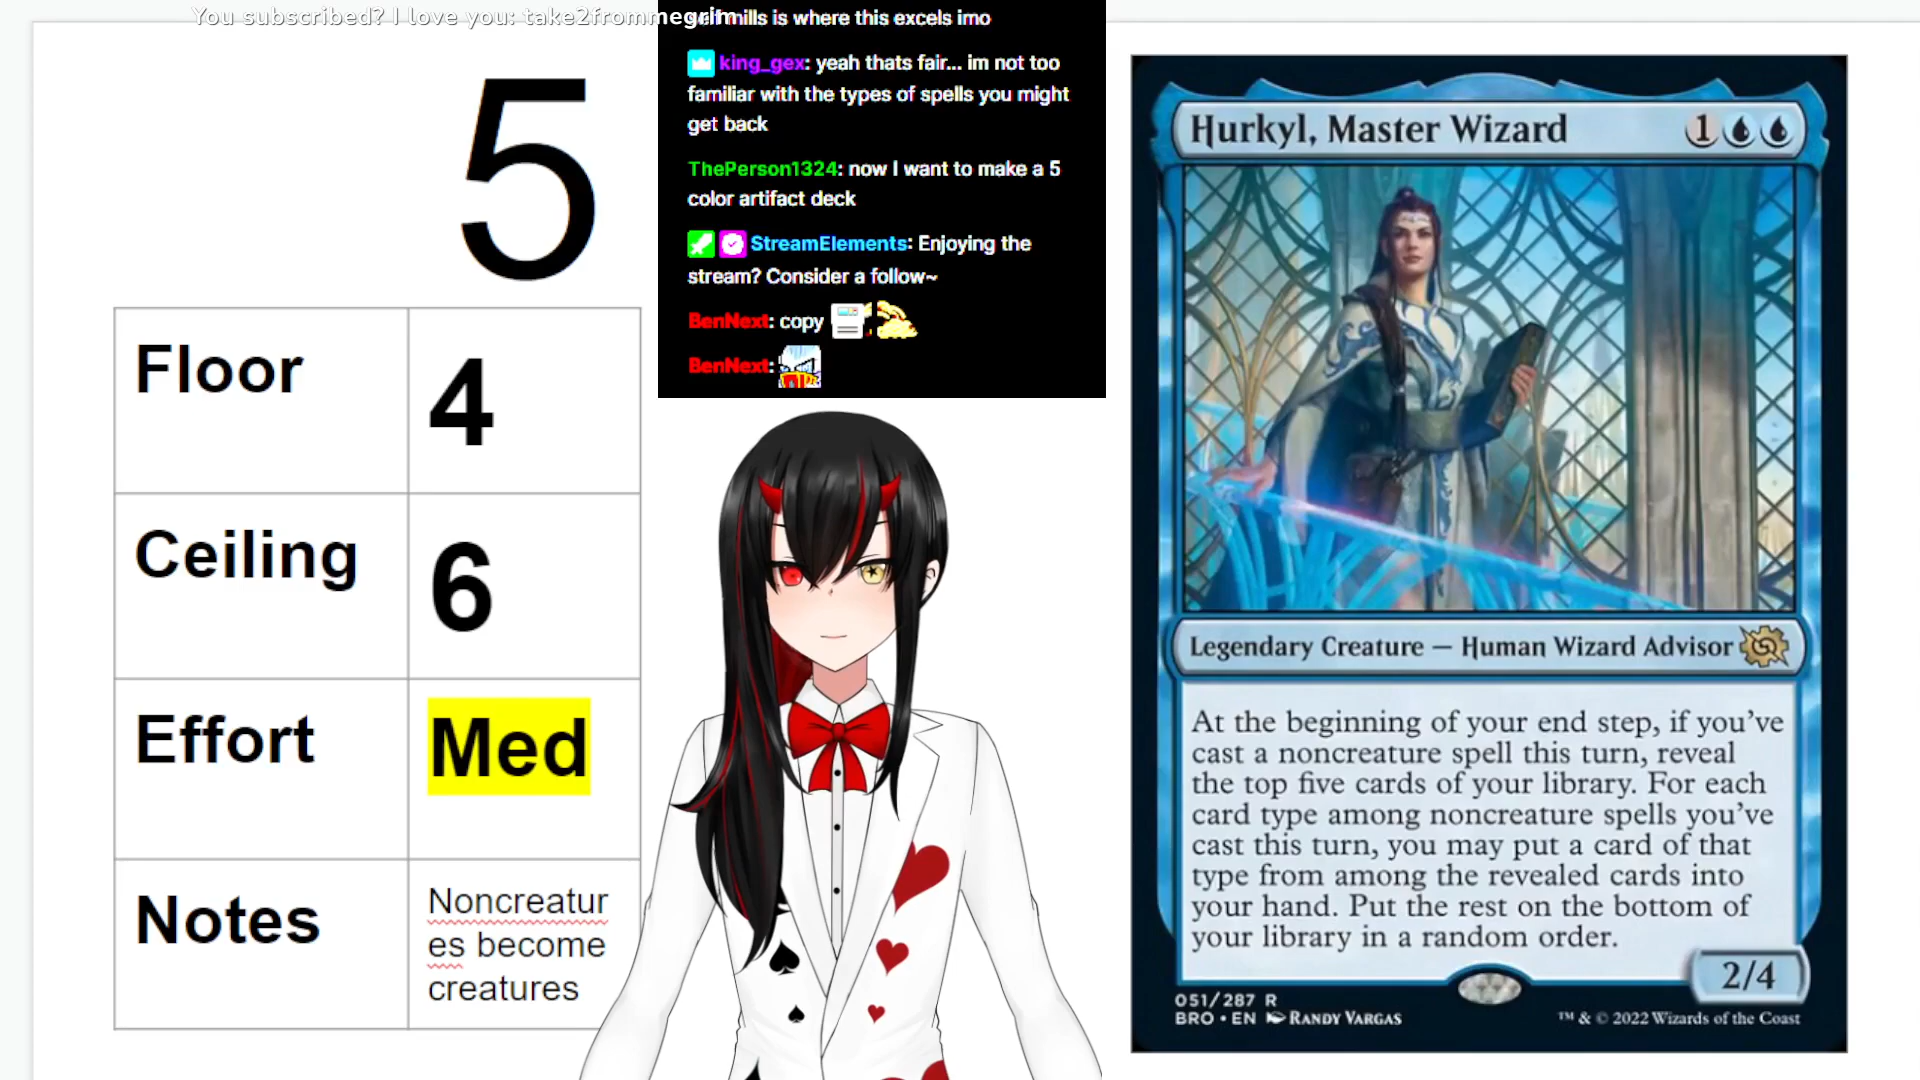 You subscribed? I love you: take2frommegrim
mills is where this excels imo
king_gex: yeah thats fair... im not too
familiar with the types of spells you might
get back
ThePerson1324: now I want to make a 5
color artifact deck
StreamElements: Enjoying the
stream? Consider a follow~
BenNext: copy
BenNext:
5
Floor
4
Ceiling
6
Effort
Med
Notes
Noncreatur
es become
creatures
Hurkyl, Master Wizard
1
Legendary Creature — Human Wizard Advisor
At the beginning of your end step, if you've
cast a noncreature spell this turn, reveal
the top five cards of your library. For each
card type among noncreature spells you've
cast this turn, you may put a card of that
type from among the revealed cards into
your hand. Put the rest on the bottom of
your library in a random order.
2/4
051/287 R
BRO • EN RANDY VARGAS
™ & © 2022 Wizards of the Coast